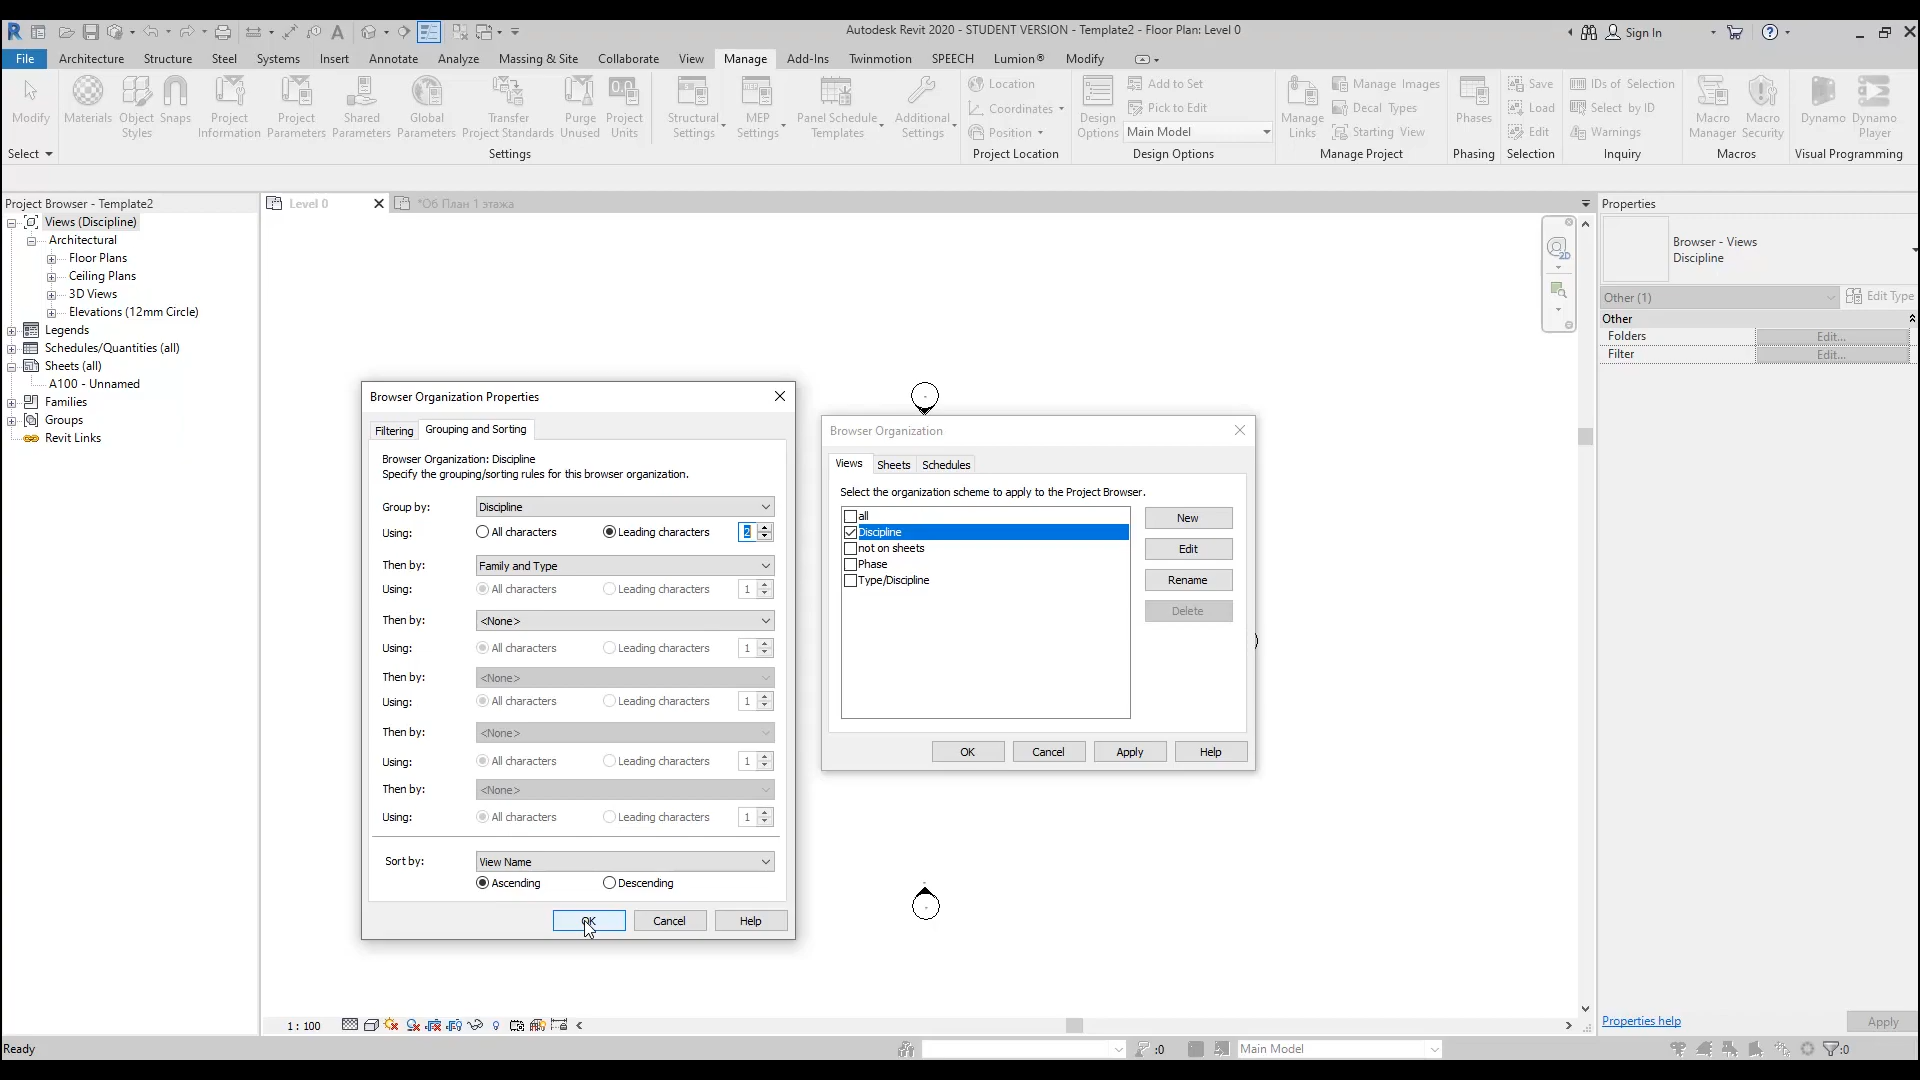 Autodesk Revit 2020 - STUDENT VERSION - Template2 - Floor Plan: Level 0
Sign In
File Architecture Structure Steel Systems Insert Annotate Analyze Massing & Site Collaborate View Manage Add-Ins Twinmotion SPEECH Lumion® Modify
Modify
Materials
Object Styles
Snaps
Project Information
Project Parameters
Shared Parameters
Global Parameters
Transfer Project Standards
Purge Unused
Project Units
Structural Settings
MEP Settings
Panel Schedule Templates
Additional Settings
Location
Coordinates
Position
Design Options
Add to Set
Pick to Edit
Main Model
Manage Links
Manage Images
Decal Types
Starting View
Phases
Save
Load
Edit
IDs of Selection
Select by ID
Warnings
Macro Manager
Macro Security
Dynamo
Dynamo Player
Select
Settings
Project Location
Design Options
Manage Project
Phasing
Selection
Inquiry
Macros
Visual Programming
Project Browser - Template2
Views (Discipline)
Architectural
Floor Plans
Ceiling Plans
3D Views
Elevations (12mm Circle)
Legends
Schedules/Quantities (all)
Sheets (all)
A100 - Unnamed
Families
Groups
Revit Links
Level 0
*Об План 1 этажа
2D
Browser Organization Properties
Filtering Grouping and Sorting
Browser Organization: Discipline
Specify the grouping/sorting rules for this browser organization.
Group by: Discipline
Using: All characters Leading characters 2
Then by: Family and Type
Using: All characters Leading characters 1
Then by: <None>
Using: All characters Leading characters 1
Then by: <None>
Using: All characters Leading characters 1
Then by: <None>
Using: All characters Leading characters 1
Then by: <None>
Using: All characters Leading characters 1
Sort by: View Name
Ascending Descending
OK Cancel Help
Browser Organization
Views Sheets Schedules
Select the organization scheme to apply to the Project Browser.
all
Discipline
not on sheets
Phase
Type/Discipline
New
Edit
Rename
Delete
OK Cancel Apply Help
Properties
Browser - Views
Discipline
Other (1) Edit Type
Other
Folders Edit...
Filter Edit...
Properties help Apply
1 : 100
Ready
:0
Main Model
:0